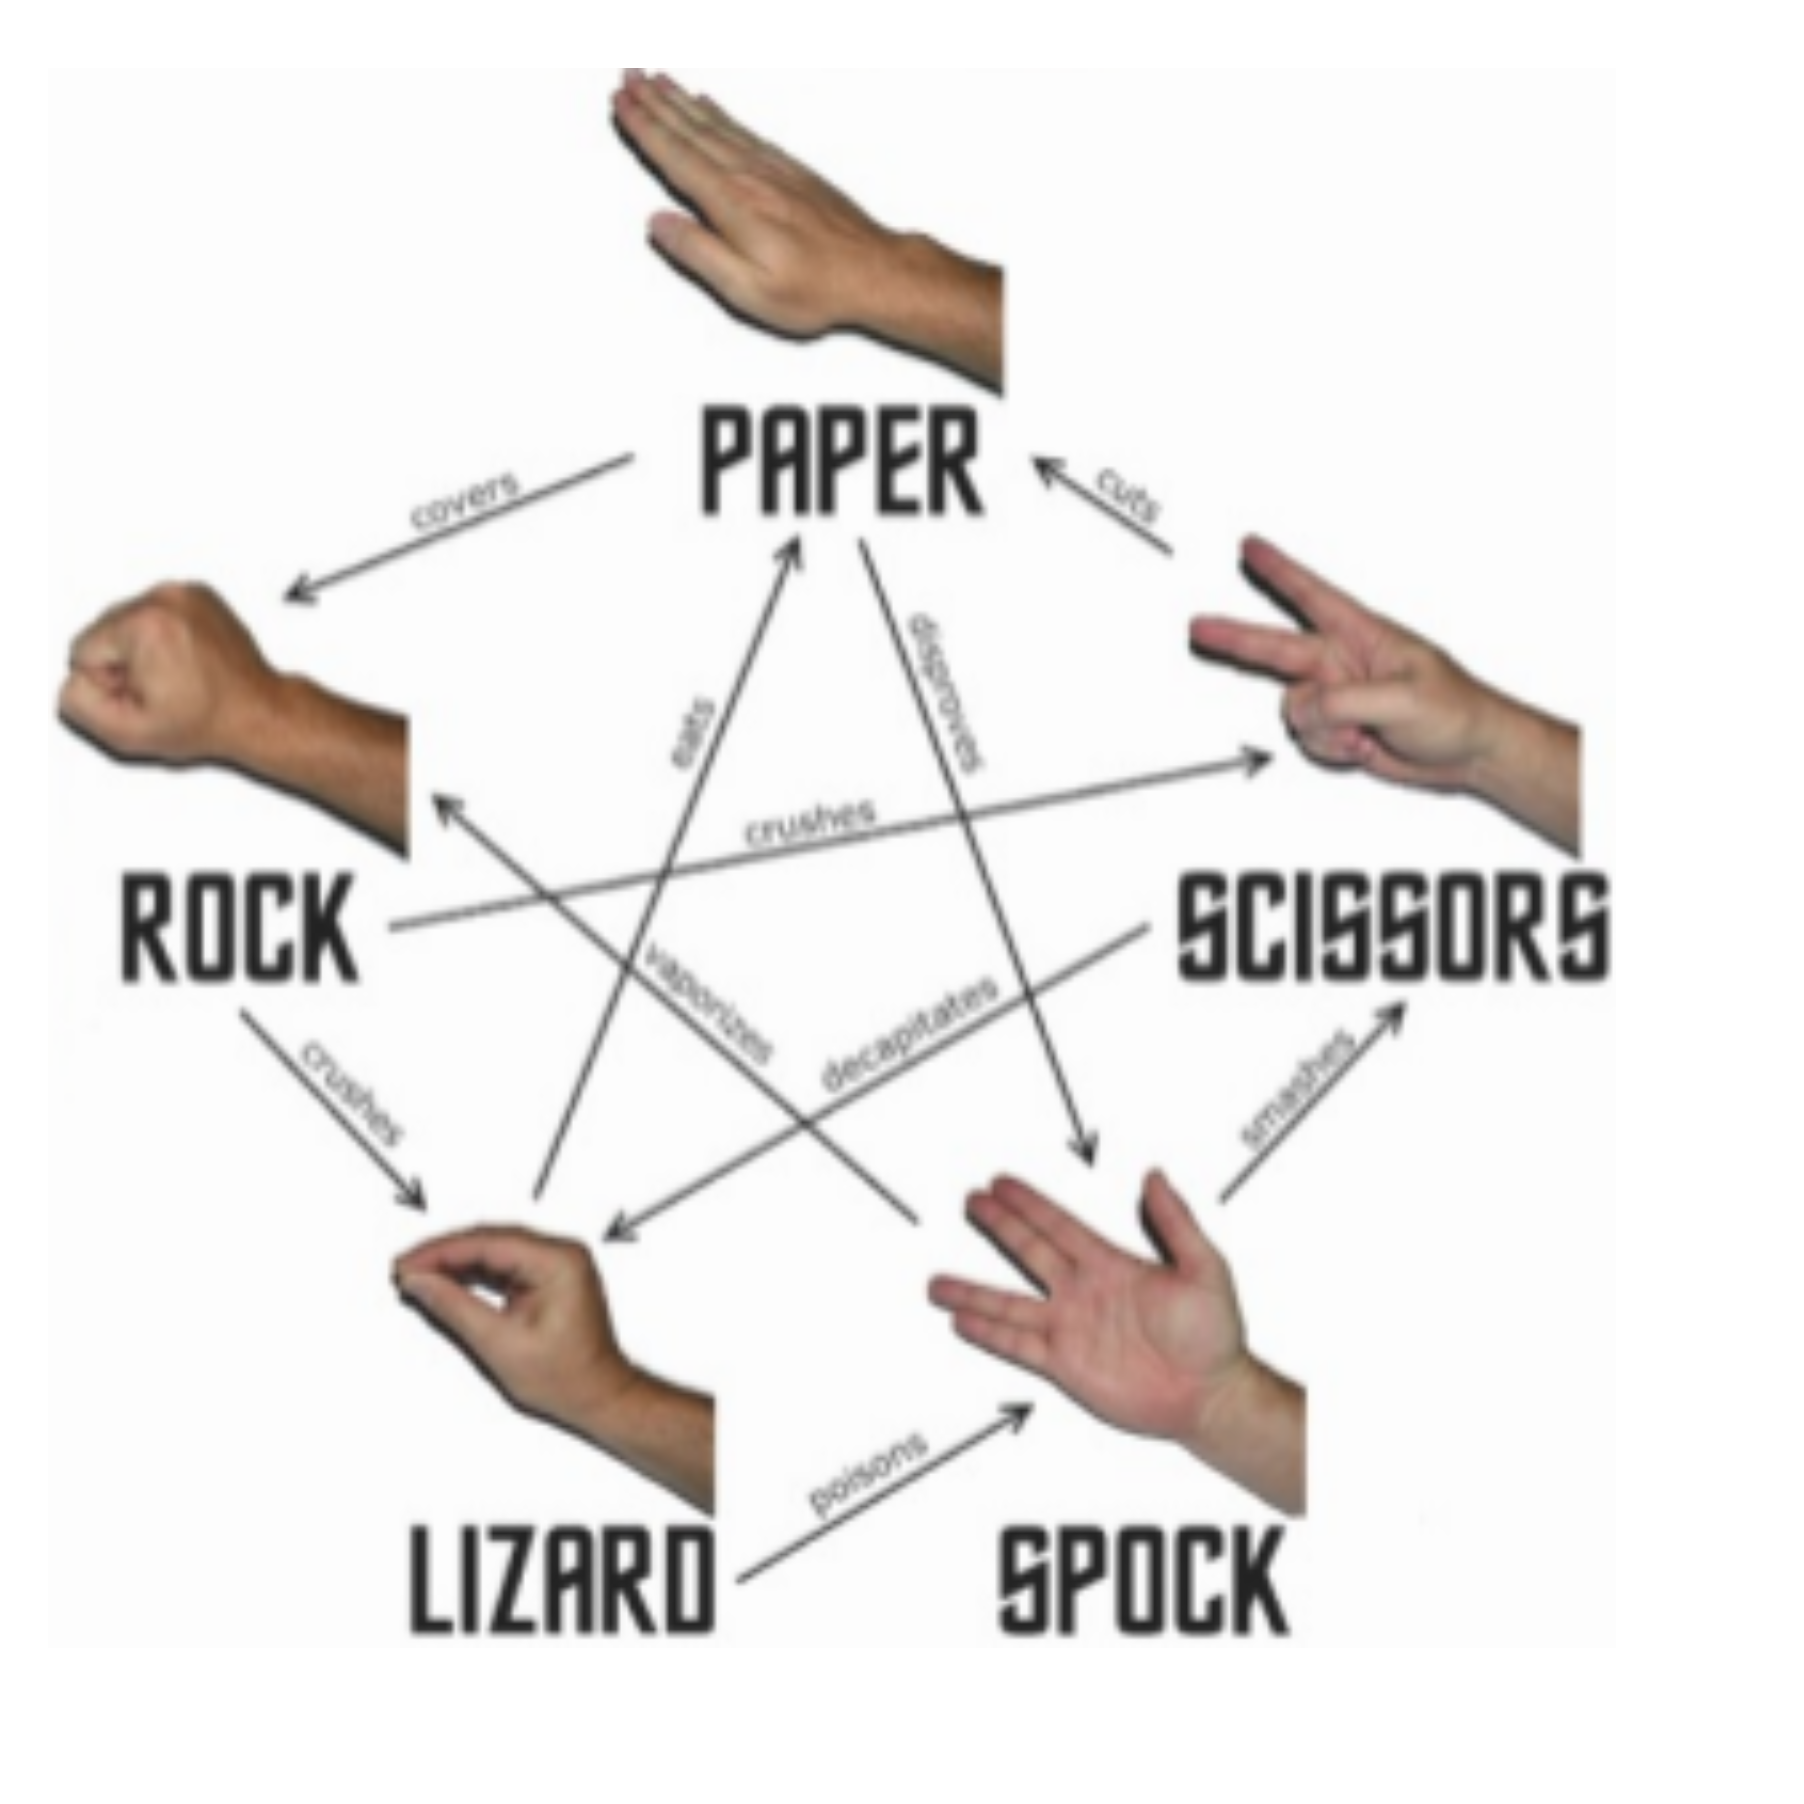 PAPER
covers
cuts
disproves
eats
crushes
ROCK
SCISSORS
vaporizes
decapitates
crushes
smashes
poisons
LIZARD
SPOCK